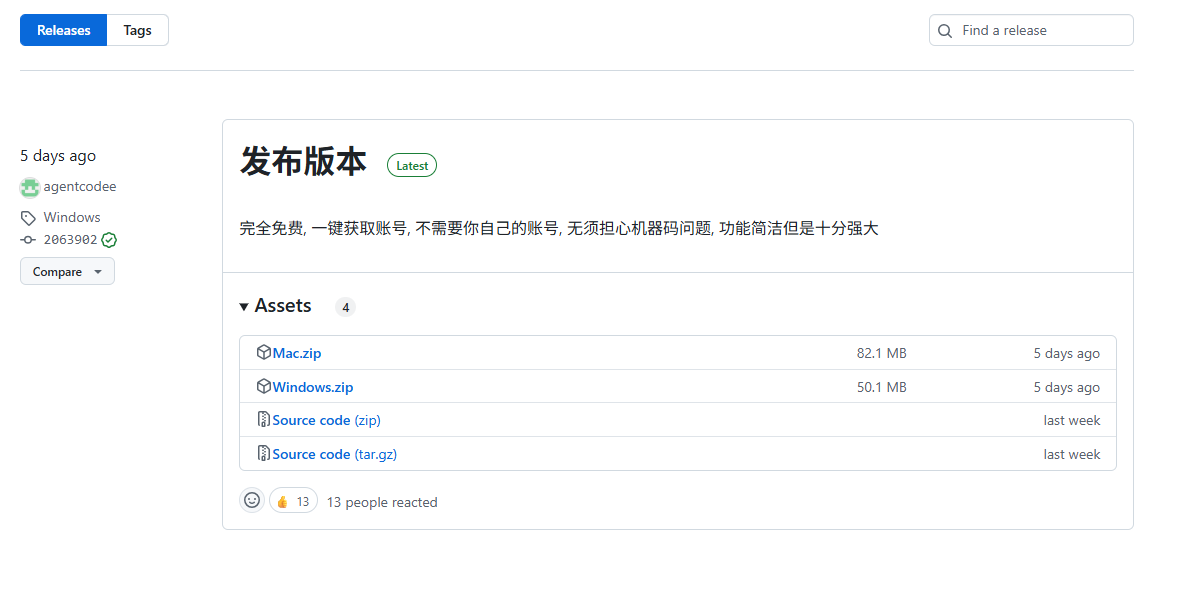 Releases Tags Find a release
5 days ago
agentcodee
Windows
2063902
Compare
发布版本 Latest
完全免费, 一键获取账号, 不需要你自己的账号, 无须担心机器码问题, 功能简洁但是十分强大
Assets 4
Mac.zip 82.1 MB 5 days ago
Windows.zip 50.1 MB 5 days ago
Source code (zip) last week
Source code (tar.gz) last week
13 13 people reacted